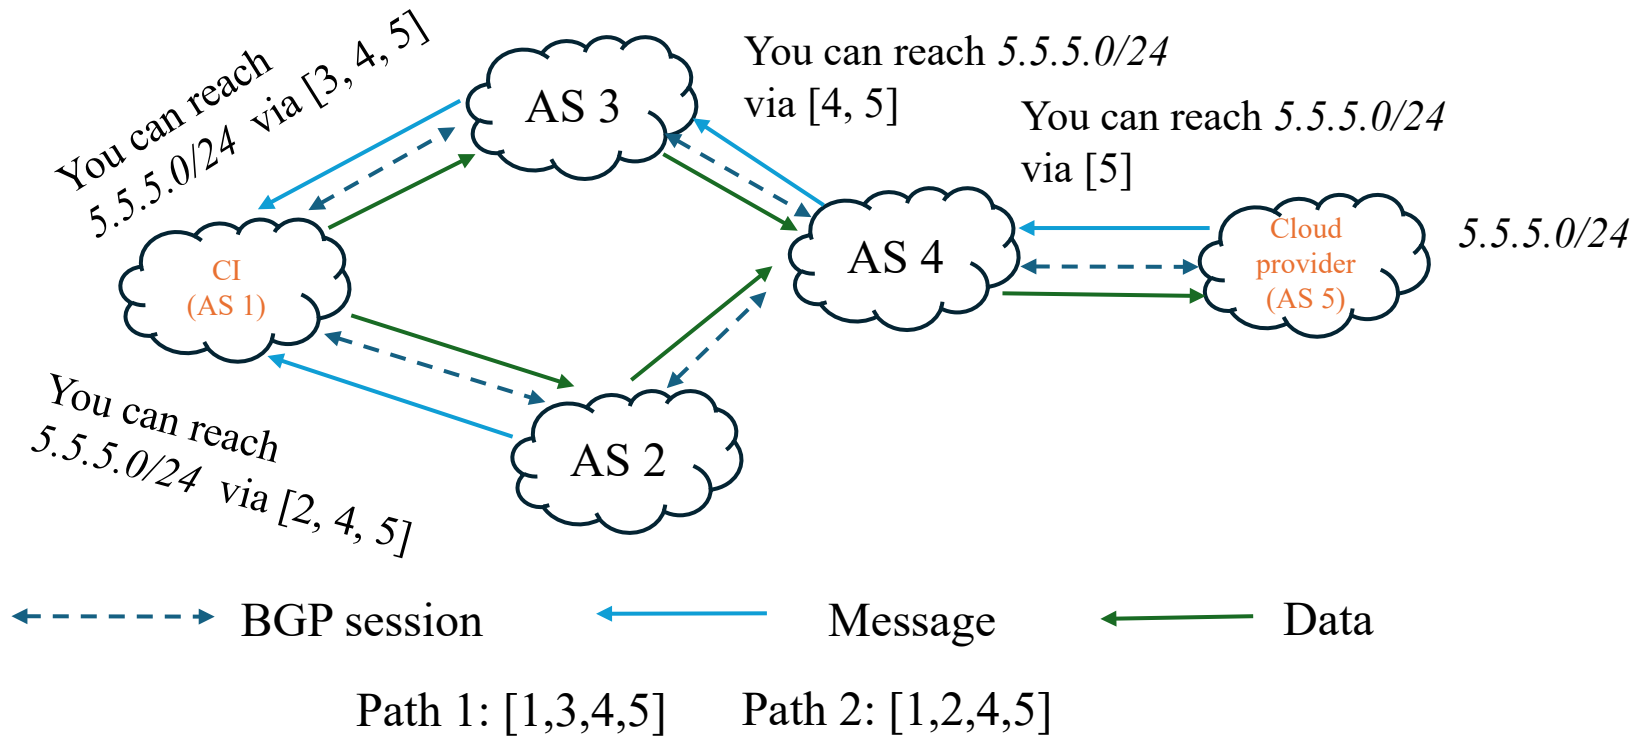 You can reach
5.5.5.0/24 via [3, 4, 5]
AS 3
You can reach 5.5.5.0/24
via [4, 5]
You can reach 5.5.5.0/24
via [5]
CI
(AS 1)
AS 4
Cloud
provider
(AS 5)
5.5.5.0/24
You can reach
5.5.5.0/24 via [2, 4, 5]
AS 2
BGP session
Message
Data
Path 1: [1,3,4,5]
Path 2: [1,2,4,5]